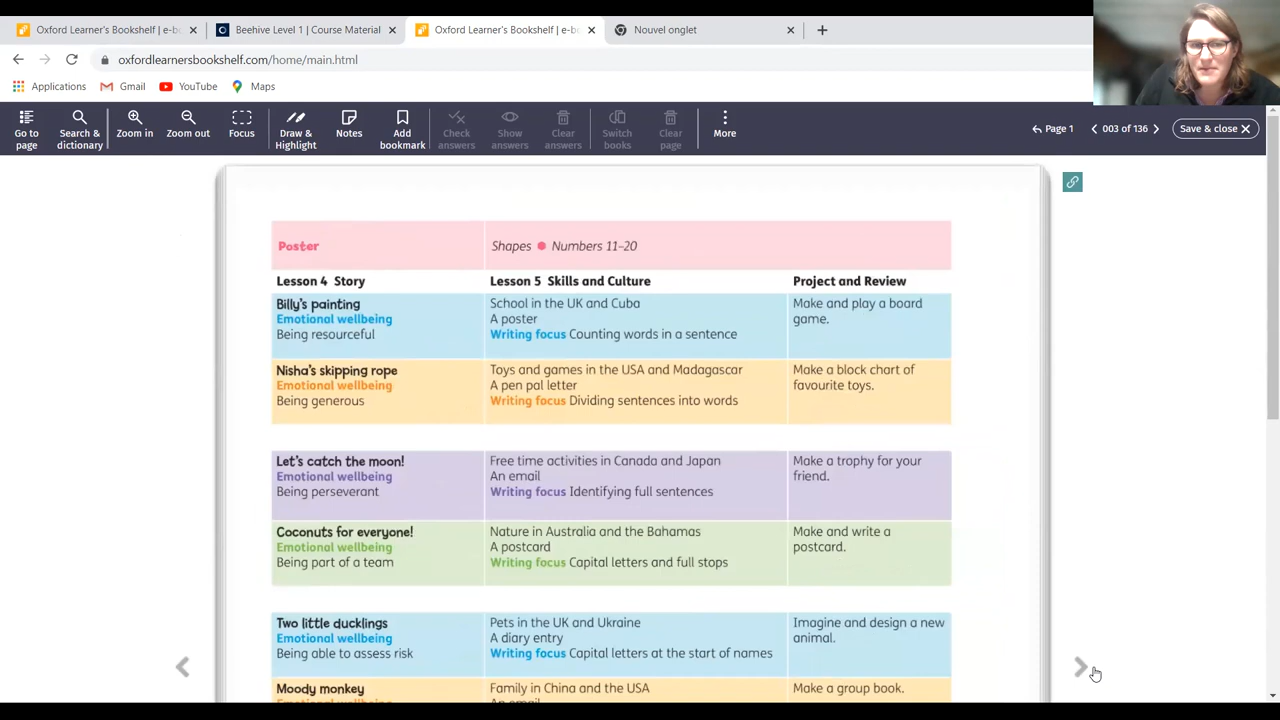 Oxford Learner's Bookshelf | e-b
Beehive Level 1 | Course Material
Oxford Learner's Bookshelf | e-b
Nouvel onglet
oxfordlearnersbookshelf.com/home/main.html
Applications
Gmail
YouTube
Maps
Go to page
Search & dictionary
Zoom in
Zoom out
Focus
Draw & Highlight
Notes
Add bookmark
Check answers
Show answers
Clear answers
Switch books
Clear page
More
Page 1
003 of 136
Save & close
Poster
Shapes Numbers 11–20
Lesson 4 Story
Lesson 5 Skills and Culture
Project and Review
Billy's painting
Emotional wellbeing
Being resourceful
School in the UK and Cuba
A poster
Writing focus Counting words in a sentence
Make and play a board
game.
Nisha's skipping rope
Emotional wellbeing
Being generous
Toys and games in the USA and Madagascar
A pen pal letter
Writing focus Dividing sentences into words
Make a block chart of
favourite toys.
Let's catch the moon!
Emotional wellbeing
Being perseverant
Free time activities in Canada and Japan
An email
Writing focus Identifying full sentences
Make a trophy for your
friend.
Coconuts for everyone!
Emotional wellbeing
Being part of a team
Nature in Australia and the Bahamas
A postcard
Writing focus Capital letters and full stops
Make and write a
postcard.
Two little ducklings
Emotional wellbeing
Being able to assess risk
Pets in the UK and Ukraine
A diary entry
Writing focus Capital letters at the start of names
Imagine and design a new
animal.
Moody monkey
Family in China and the USA
Make a group book.